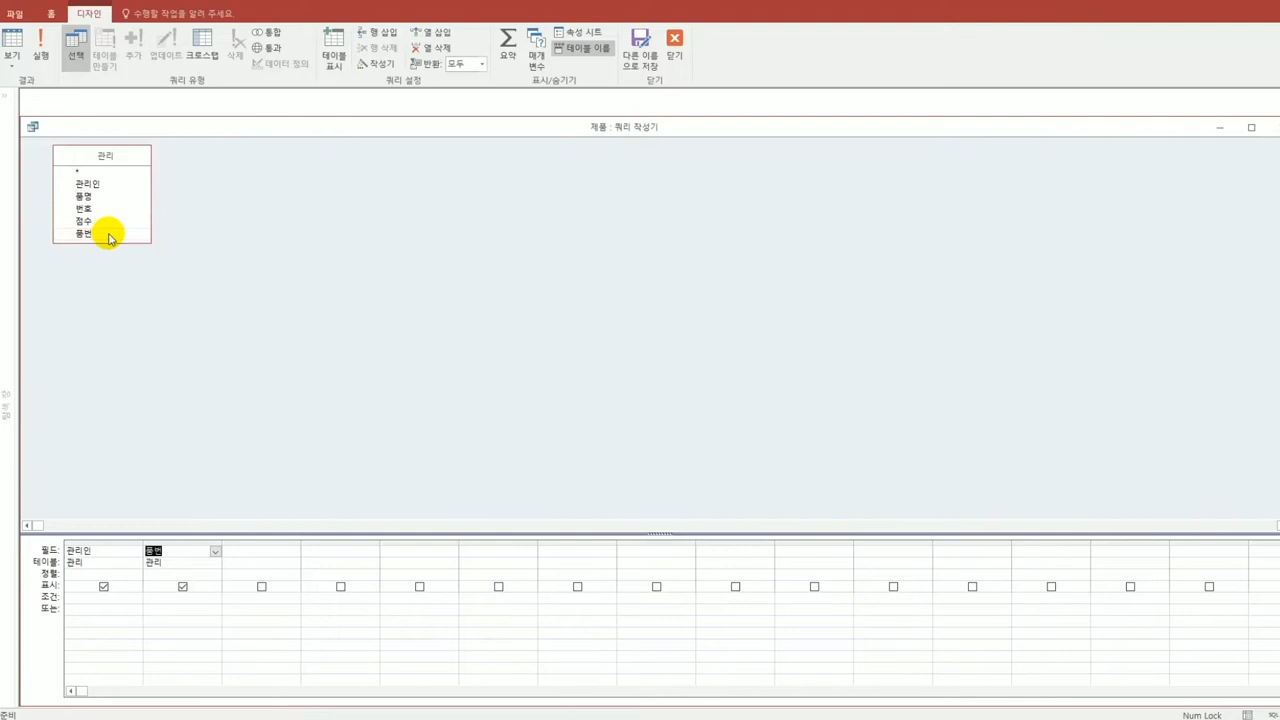 파일 홈 디자인 수행할 작업을 알려 주세요.
보기 실행 선택 테이블 만들기 추가 업데이트 크로스탭 삭제 통합 통과 데이터 정의 테이블 표시 행 삽입 행 삭제 작성기 열 삽입 열 삭제 반환: 모두 요약 매개 변수 속성 시트 테이블 이름 다른 이름으로 저장 닫기
결과 쿼리 유형 쿼리 설정 표시/숨기기 닫기
제품 : 쿼리 작성기
관리
*
관리인
품명
번호
점수
품번
필드: 관리인 품번
테이블: 관리 관리
정렬:
표시:
조건:
또는:
준비 Num Lock